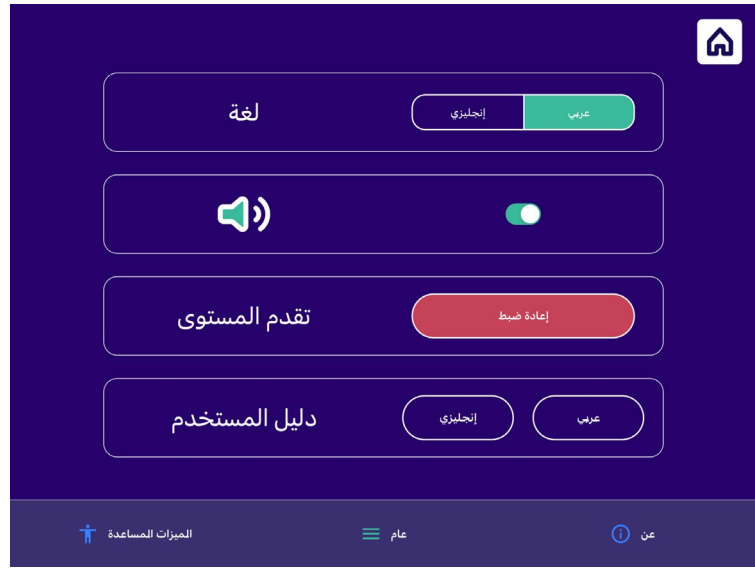 لغة
عربي
إنجليزي
تقدم المستوى
إعادة ضبط
دليل المستخدم
عربي
إنجليزي
عن
عام
الميزات المساعدة